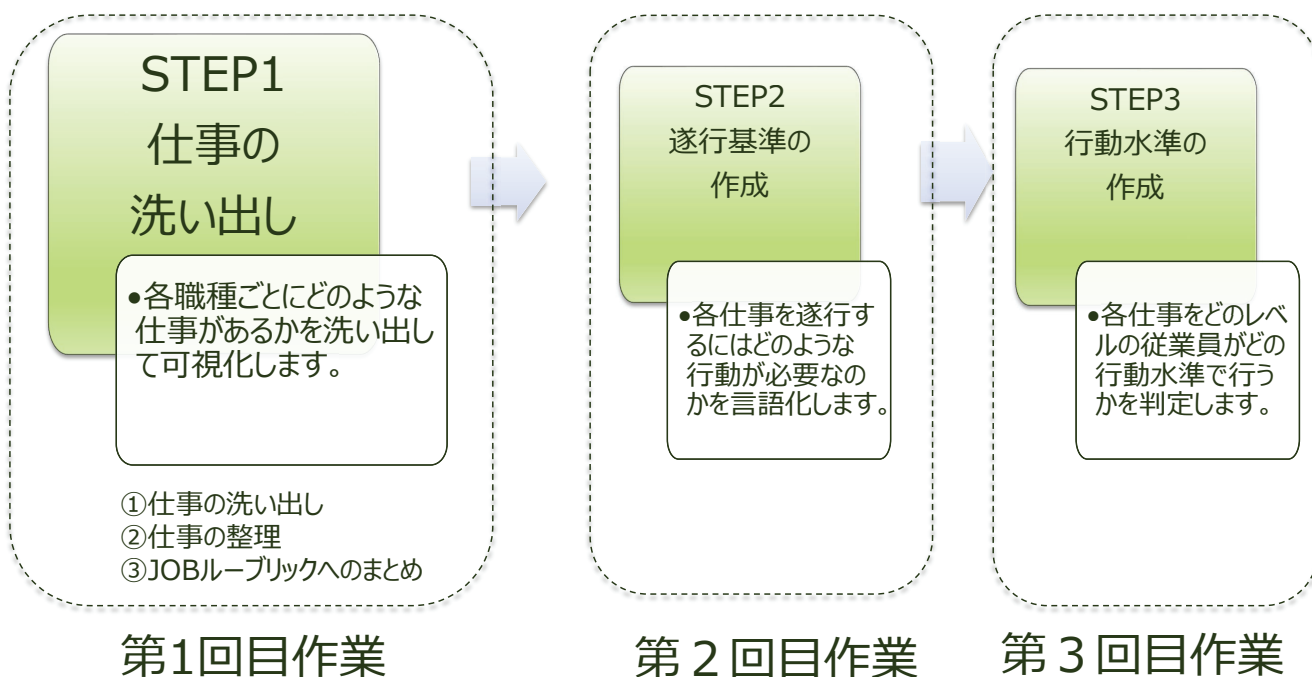 STEP1
仕事の
洗い出し
•各職種ごとにどのような
仕事があるかを洗い出し
て可視化します。
①仕事の洗い出し
②仕事の整理
③JOBルーブリックへのまとめ
第1回目作業
STEP2
遂行基準の
作成
•各仕事を遂行す
るにはどのような
行動が必要なの
かを言語化します。
第２回目作業
STEP3
行動水準の
作成
•各仕事をどのレベ
ルの従業員がどの
行動水準で行う
かを判定します。
第３回目作業